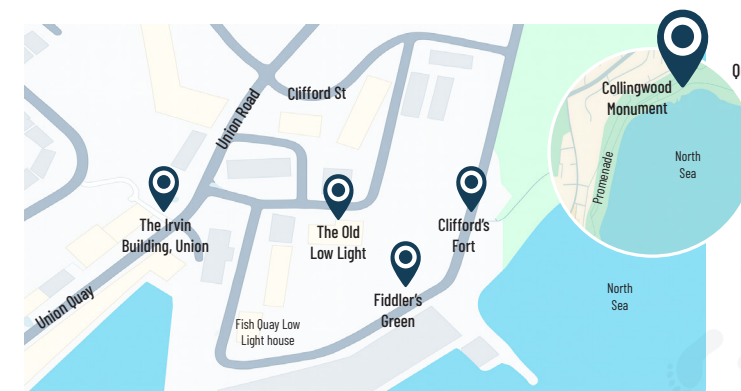 Collingwood
Monument
Q
Clifford St
Union Road
Promenade
North
Sea
The Irvin
Building, Union
The Old
Low Light
Clifford's
Fort
Fiddler's
Green
North
Sea
Union Quay
Fish Quay Low
Light house